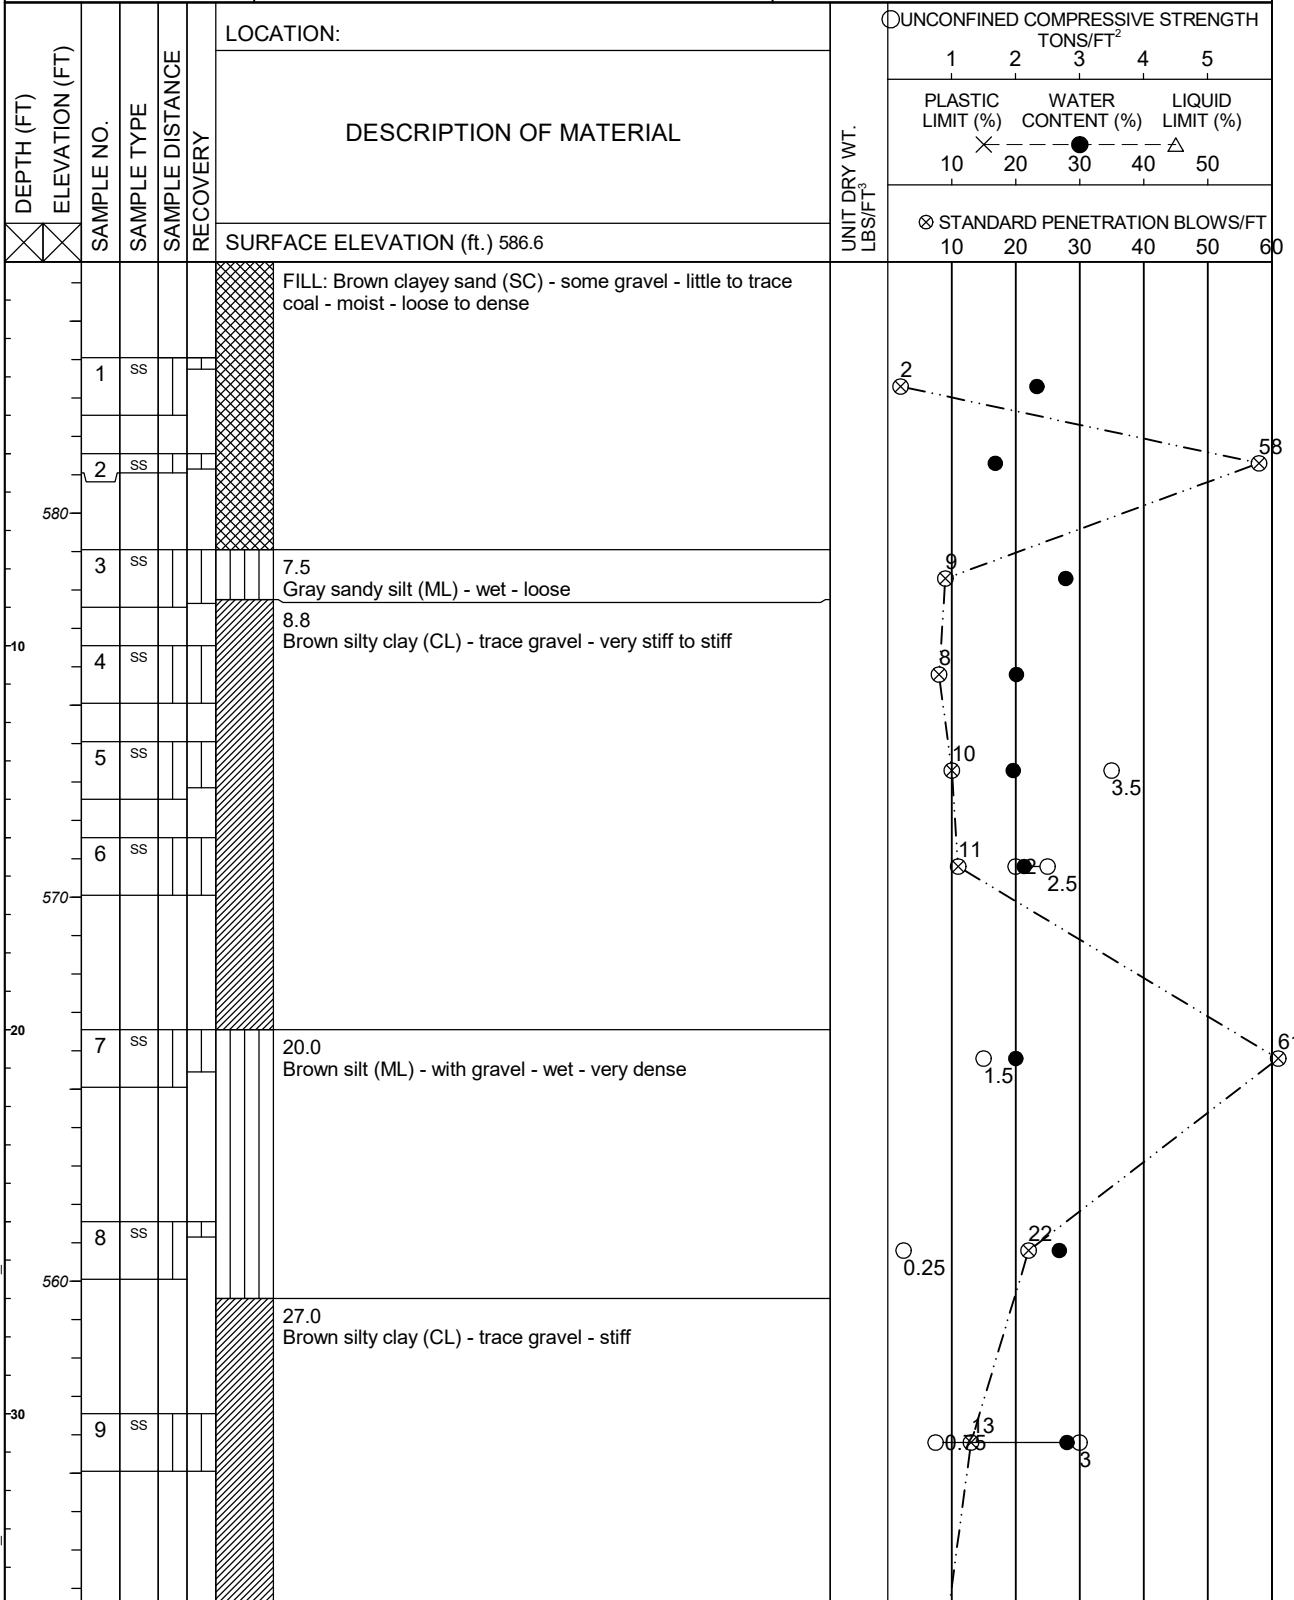 LOCATION:
DEPTH (FT)
ELEVATION (FT)
SAMPLE NO.
SAMPLE TYPE
SAMPLE DISTANCE
RECOVERY
DESCRIPTION OF MATERIAL
SURFACE ELEVATION (ft.) 586.6
UNIT DRY WT.
LBS/FT³
UNCONFINED COMPRESSIVE STRENGTH
TONS/FT²
1 2 3 4 5
PLASTIC WATER LIQUID
LIMIT (%) CONTENT (%) LIMIT (%)
10 20 30 40 50
STANDARD PENETRATION BLOWS/FT
10 20 30 40 50 60
FILL: Brown clayey sand (SC) - some gravel - little to trace
coal - moist - loose to dense
1 SS 2
2 SS 58
580
3 SS 9
7.5
Gray sandy silt (ML) - wet - loose
8.8
Brown silty clay (CL) - trace gravel - very stiff to stiff
10
4 SS 8
5 SS 10
3.5
6 SS 11
2
2.5
570
20
7 SS
20.0
Brown silt (ML) - with gravel - wet - very dense
1.5
8 SS 22
0.25
560
27.0
Brown silty clay (CL) - trace gravel - stiff
30
9 SS 13
0.75
3